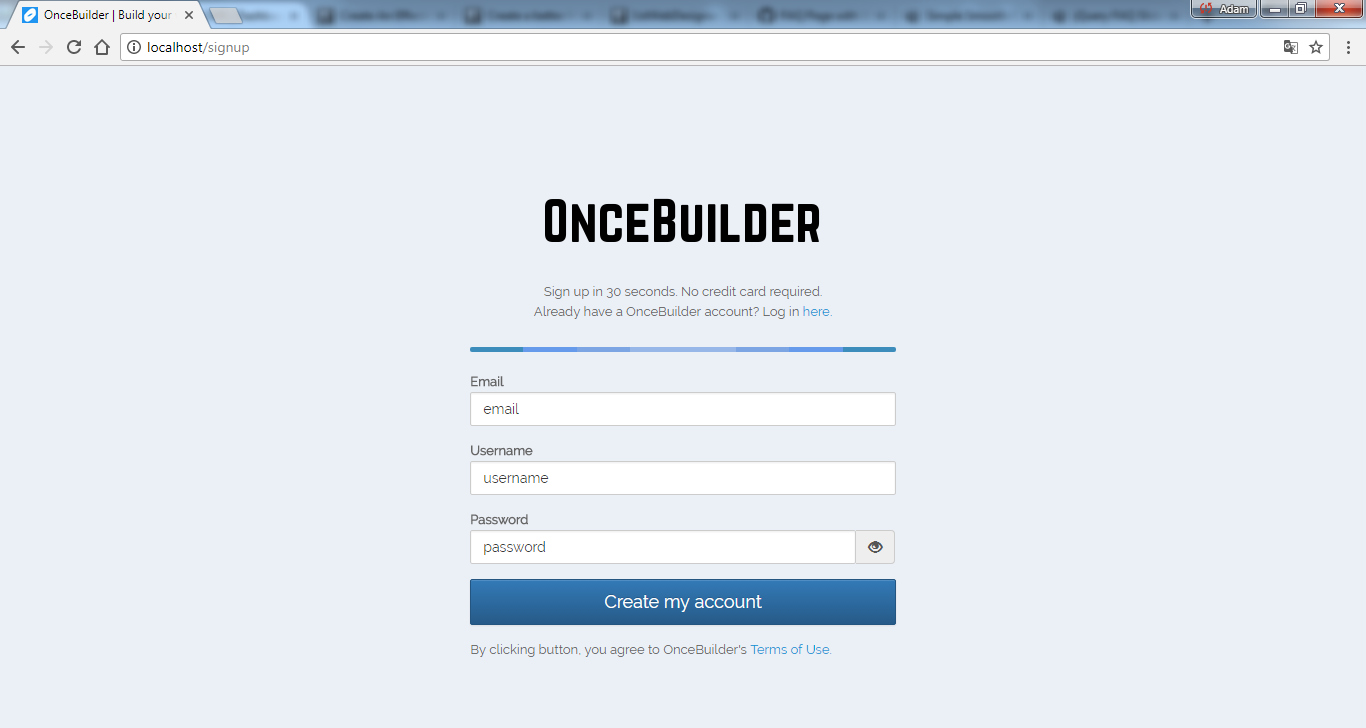 OnceBuilder | Build your
Adam
localhost/signup
OnceBuilder
Sign up in 30 seconds. No credit card required.
Already have a OnceBuilder account? Log in here.
Email
email
Username
username
Password
password
Create my account
By clicking button, you agree to OnceBuilder's Terms of Use.